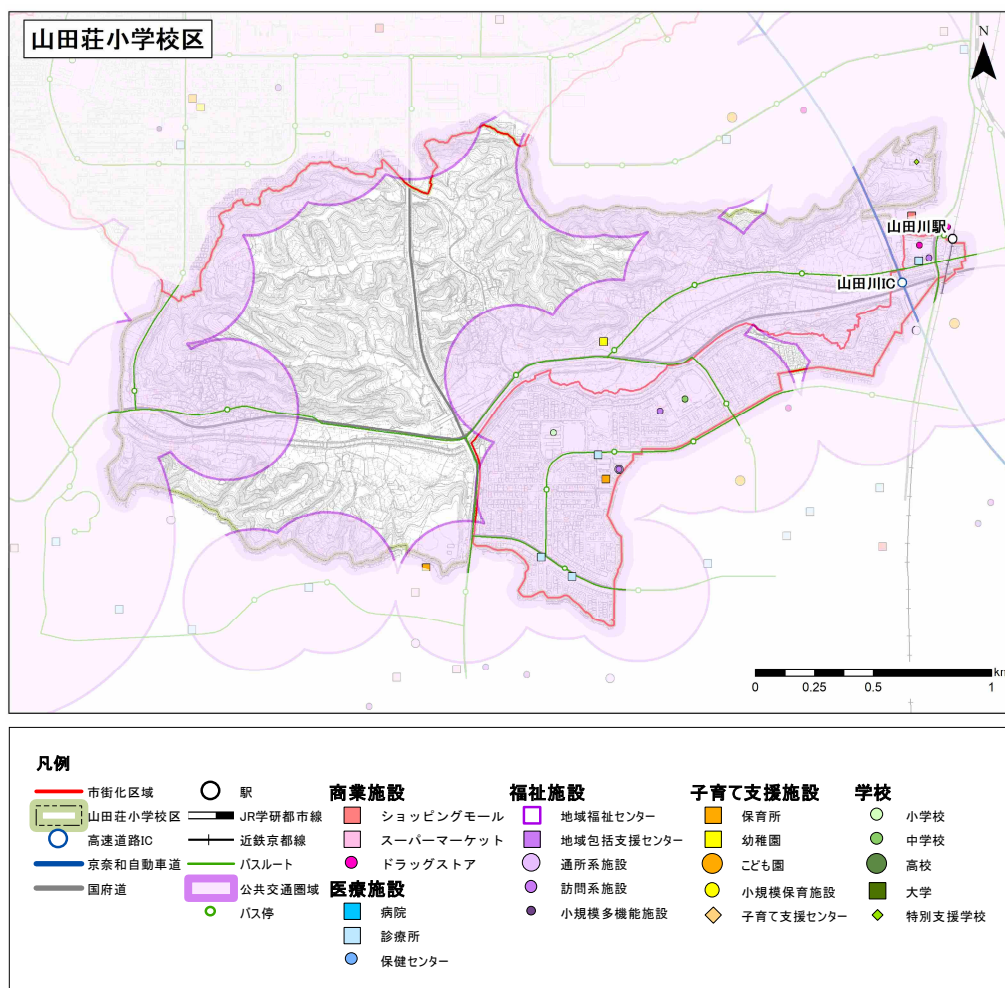 山田荘小学校区
N
山田川駅
山田川IC
km
0
0.25
0.5
1
凡例
市街化区域
山田荘小学校区
高速道路IC
京奈和自動車道
国府道
駅
JR学研都市線
近鉄京都線
バスルート
公共交通圏域
バス停
商業施設
ショッピングモール
スーパーマーケット
ドラッグストア
医療施設
病院
診療所
保健センター
福祉施設
地域福祉センター
地域包括支援センター
通所系施設
訪問系施設
小規模多機能施設
子育て支援施設
保育所
幼稚園
こども園
小規模保育施設
子育て支援センター
学校
小学校
中学校
高校
大学
特別支援学校